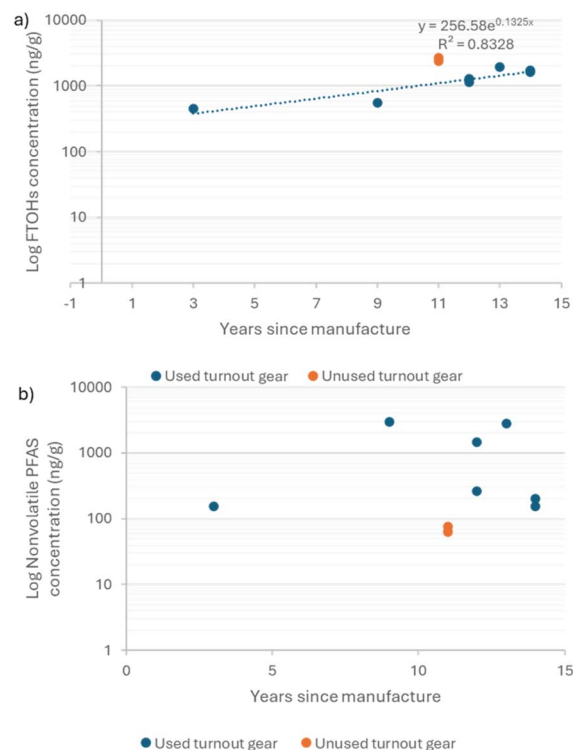 a)
10000
y = 256.58e^0.1325x
R² = 0.8328
1000
100
10
1
Log FTOHs concentration (ng/g)
-1 1 3 5 7 9 11 13 15
Years since manufacture
Used turnout gear Unused turnout gear
b)
10000
1000
100
10
1
Log Nonvolatile PFAS
concentration (ng/g)
0 5 10 15
Years since manufacture
Used turnout gear Unused turnout gear